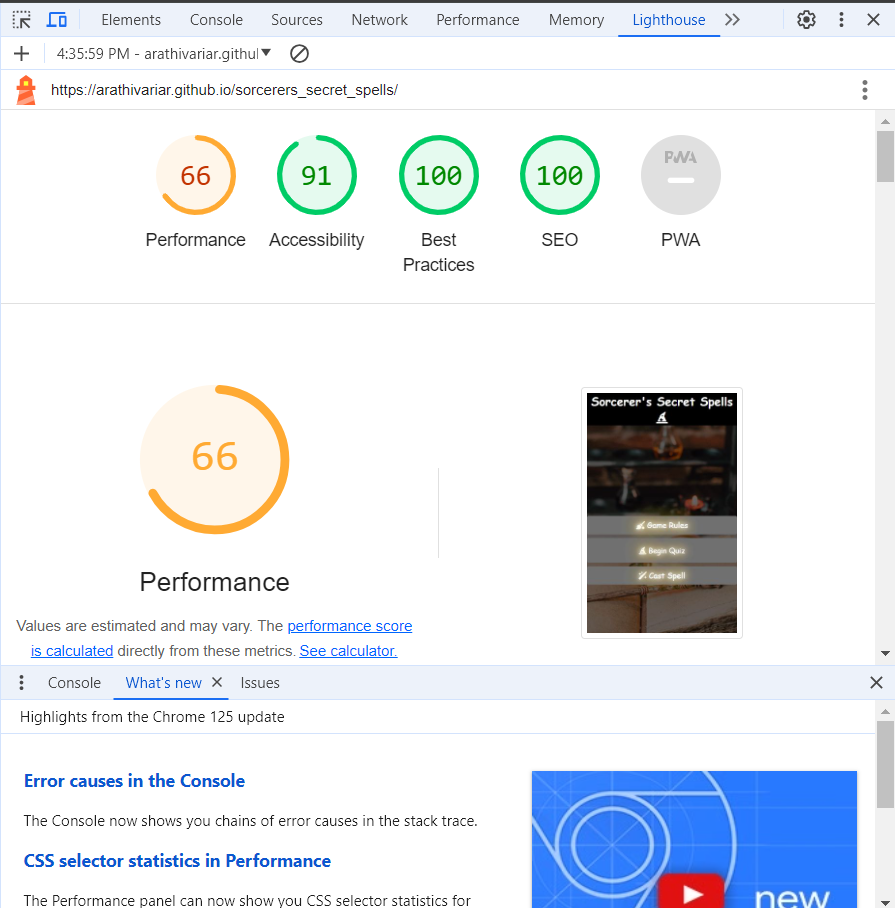 Elements Console Sources Network Performance Memory Lighthouse
4:35:59 PM - arathivariar.githul
https://arathivariar.github.io/sorcerers_secret_spells/
66 91 100 100 PWA
Performance Accessibility Best SEO PWA
Practices
66
Performance
Values are estimated and may vary. The performance score
is calculated directly from these metrics. See calculator.
Sorcerer's Secret Spells
Game Rules
Begin Quiz
Cast Spell
Console What's new Issues
Highlights from the Chrome 125 update
Error causes in the Console
The Console now shows you chains of error causes in the stack trace.
CSS selector statistics in Performance
The Performance panel can now show you CSS selector statistics for
new